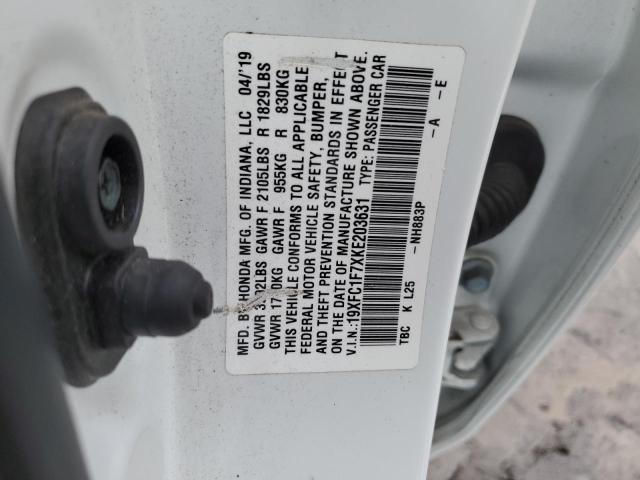 MFD. BY HONDA MFG. OF INDIANA, LLC 04/'19
GVWR LBS GAWR F 2105LBS R 1829LBS
GVWR KG GAWR F 955KG R 830KG
THIS VEHICLE CONFORMS TO ALL APPLICABLE
FEDERAL MOTOR VEHICLE SAFETY, BUMPER,
AND THEFT PREVENTION STANDARDS IN EFFECT
ON THE DATE OF MANUFACTURE SHOWN ABOVE.
V.I.N.:19XFC1F7XKE203631 TYPE: PASSENGER CAR
–NH883P –A –E
TBC K L25